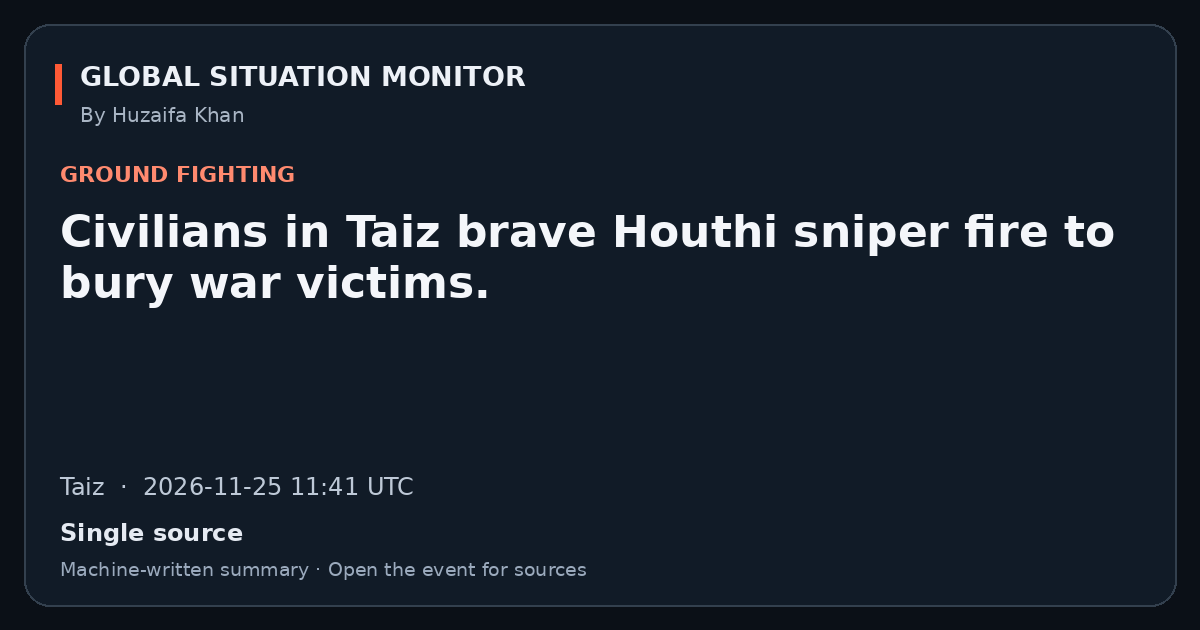 GLOBAL SITUATION MONITOR
By Huzaifa Khan
GROUND FIGHTING
Civilians in Taiz brave Houthi sniper fire to
bury war victims.
Taiz · 2026-11-25 11:41 UTC
Single source
Machine-written summary · Open the event for sources